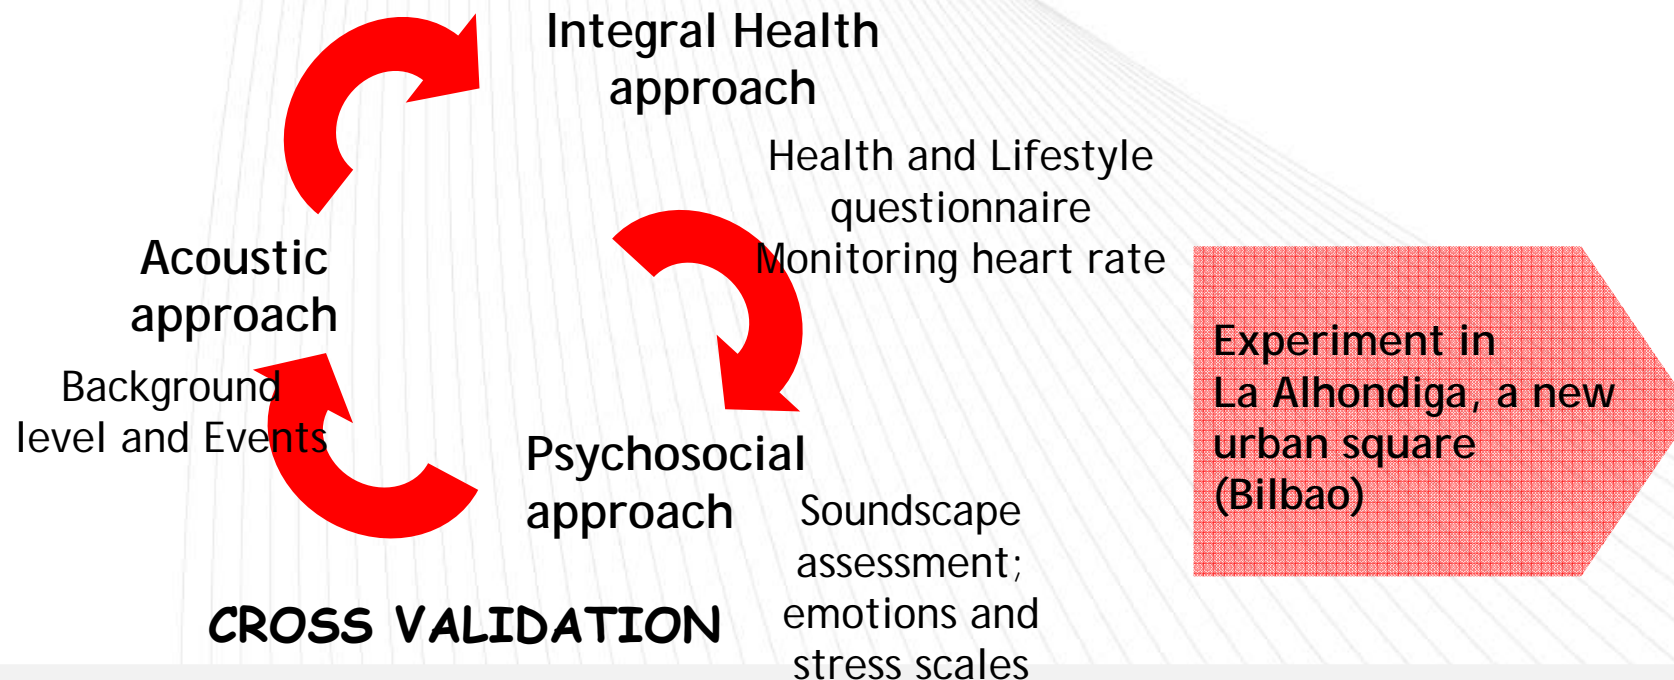 Integral Health
approach
Health and Lifestyle
questionnaire
Monitoring heart rate
Acoustic
approach
Background
level and Events
Psychosocial
approach
Soundscape
assessment;
emotions and
stress scales
CROSS VALIDATION
Experiment in
La Alhondiga, a new
urban square
(Bilbao)